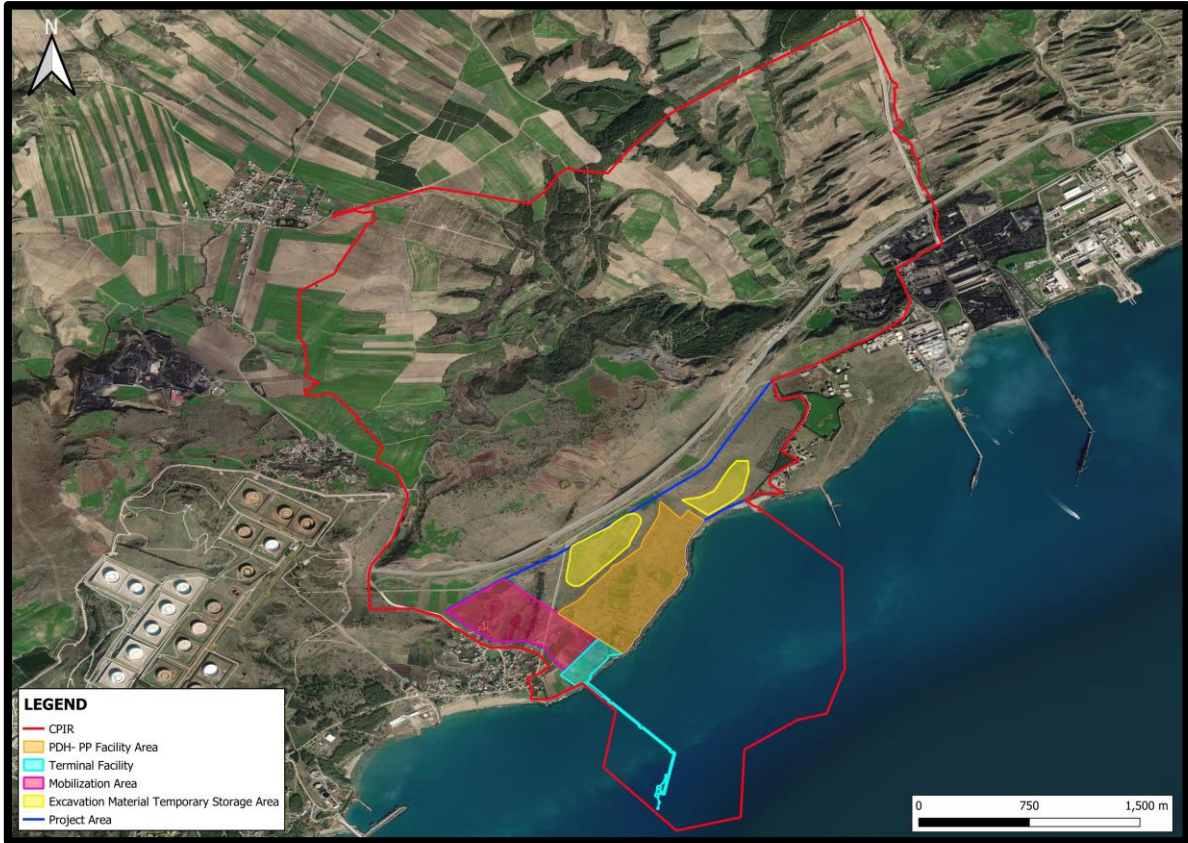 N
LEGEND
CPIR
PDH- PP Facility Area
Terminal Facility
Mobilization Area
Excavation Material Temporary Storage Area
Project Area
0 750 1,500 m